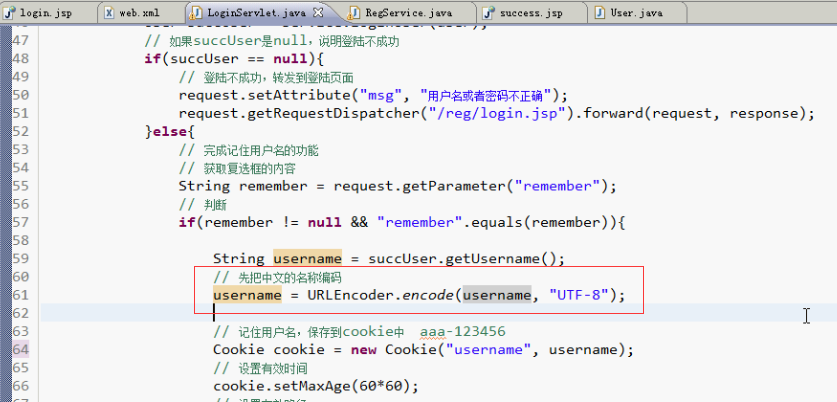 login.jsp web.xml LoginServlet.java RegService.java success.jsp User.java
47 // 如果succUser是null，说明登陆不成功
48 if(succUser == null){
49 // 登陆不成功，转发到登陆页面
50 request.setAttribute("msg", "用户名或者密码不正确");
51 request.getRequestDispatcher("/reg/login.jsp").forward(request, response);
52 }else{
53 // 完成记住用户名的功能
54 // 获取复选框的内容
55 String remember = request.getParameter("remember");
56 // 判断
57 if(remember != null && "remember".equals(remember)){
58
59 String username = succUser.getUsername();
60 // 先把中文的名称编码
61 username = URLEncoder.encode(username, "UTF-8");
62
63 // 记住用户名，保存到cookie中 aaa-123456
64 Cookie cookie = new Cookie("username", username);
65 // 设置有效时间
66 cookie.setMaxAge(60*60);